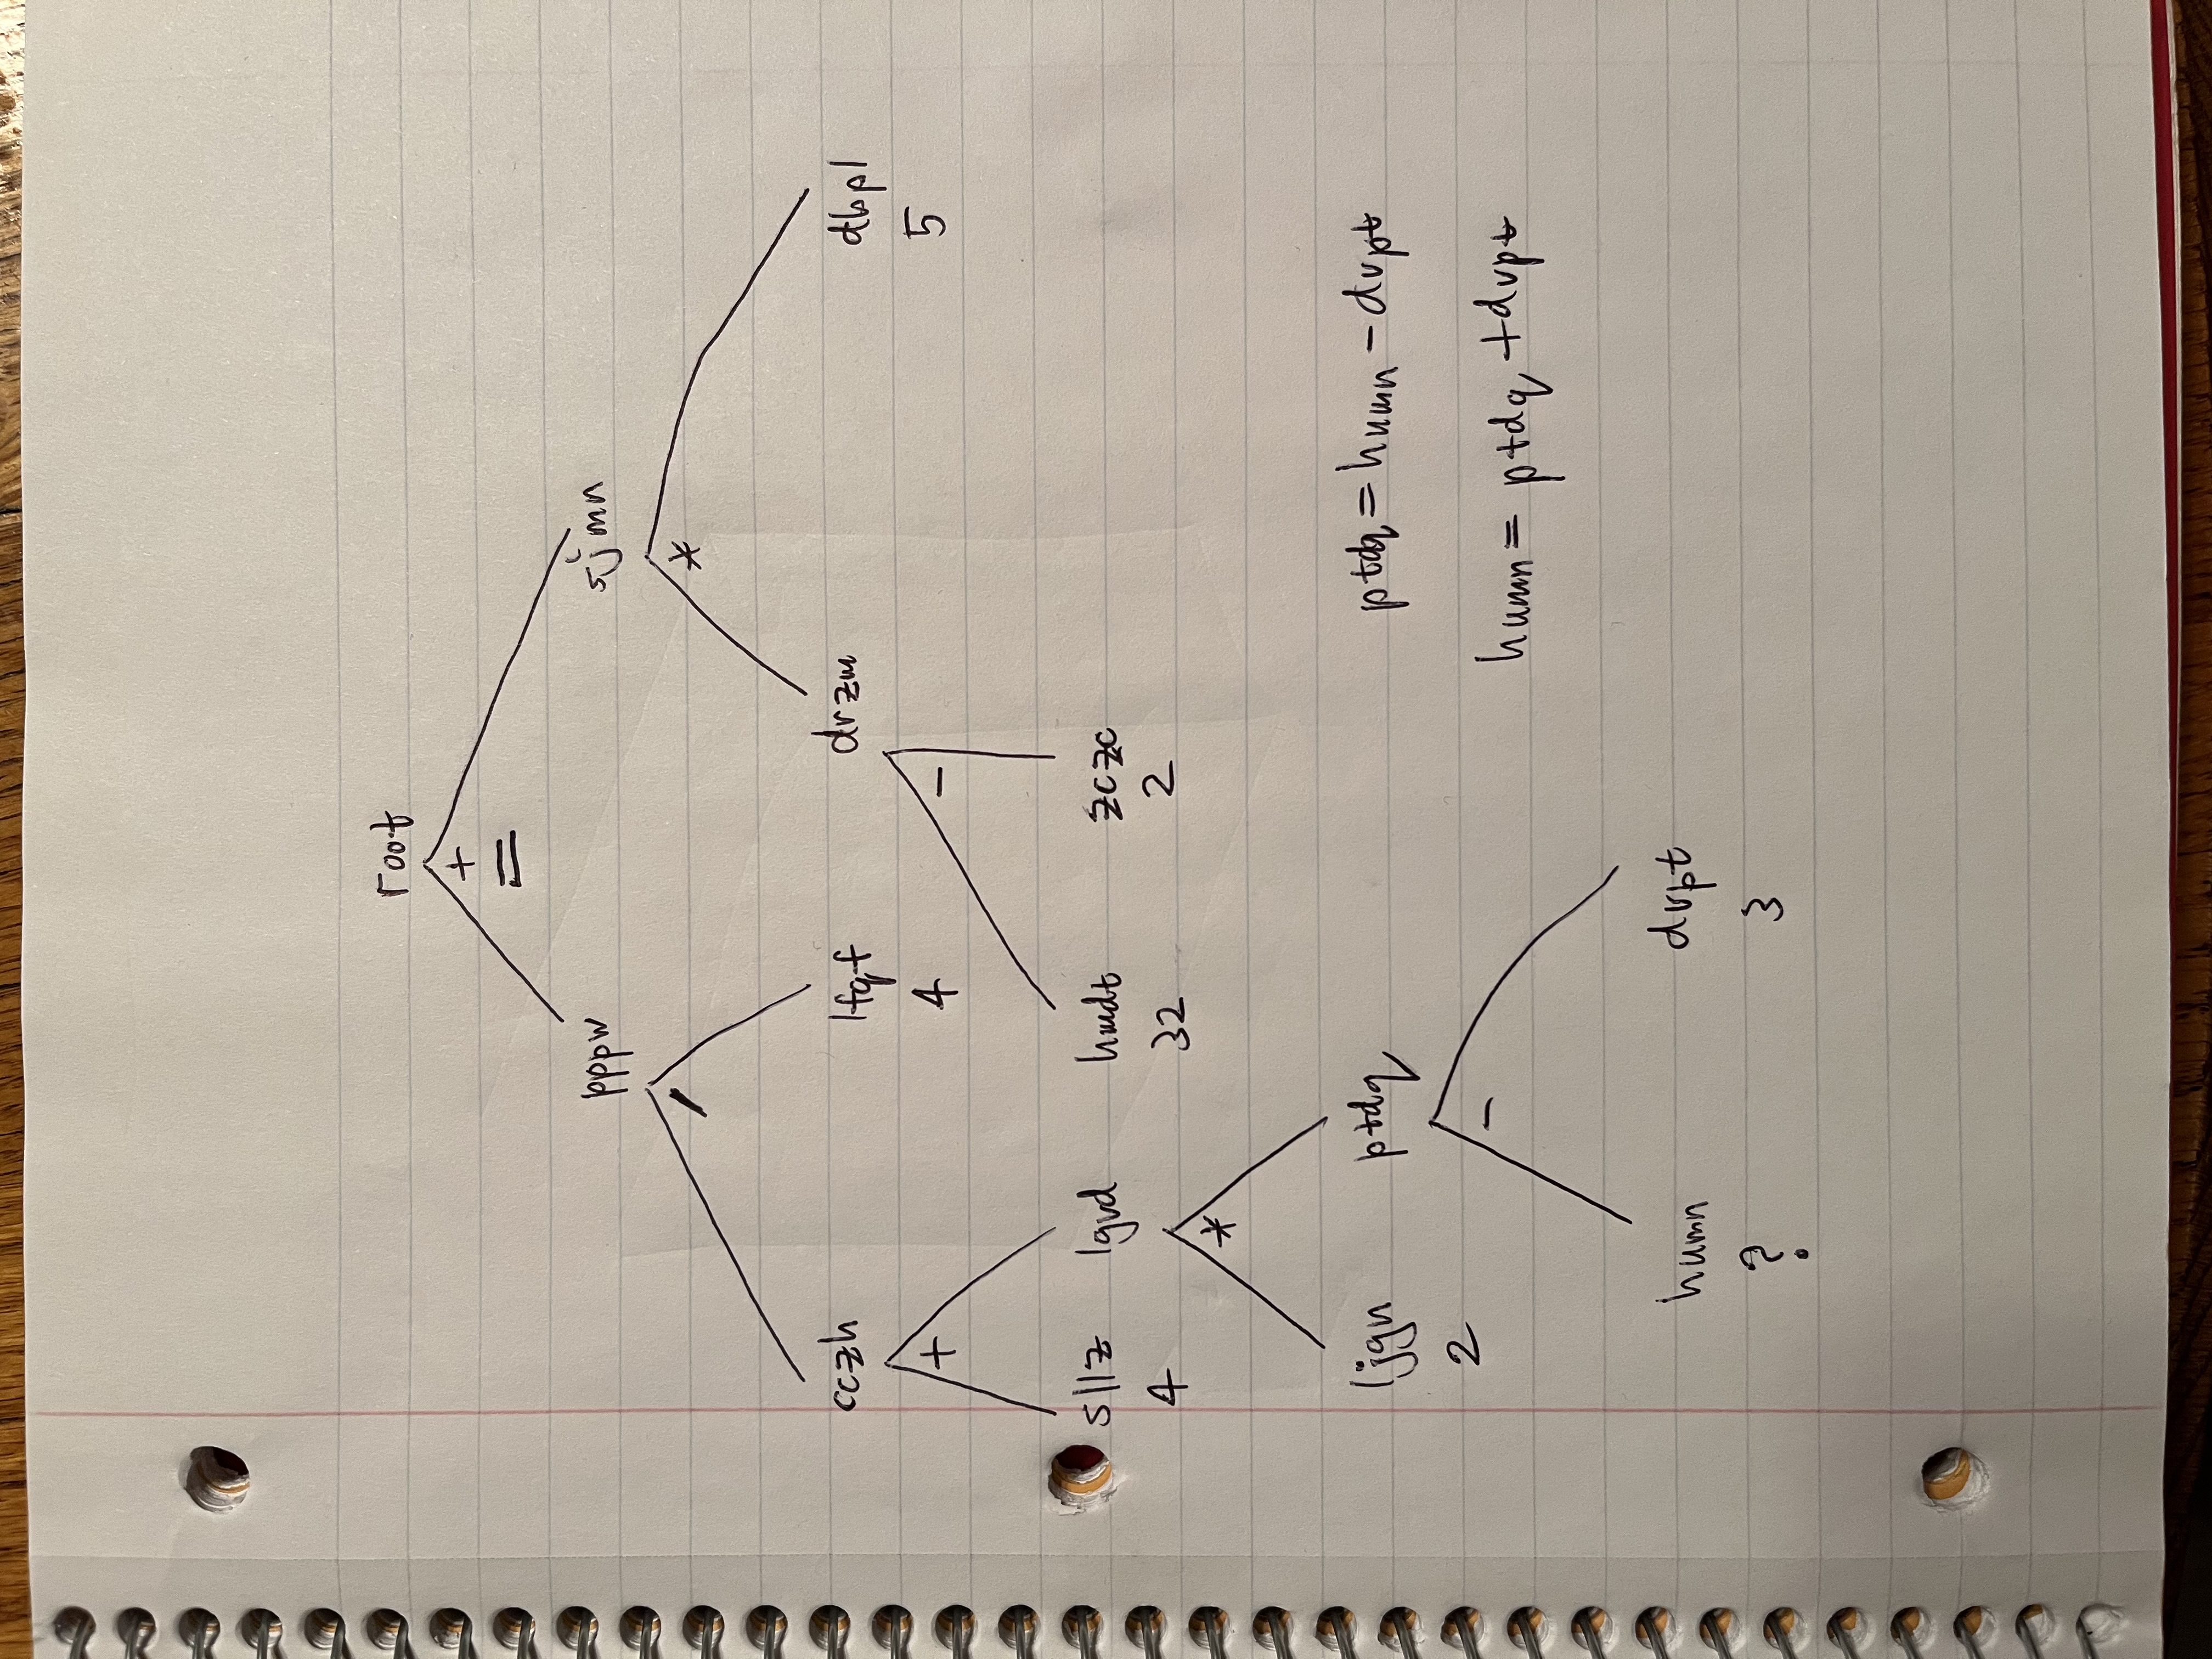 root
+
=
pppw sjmn
/ *
cczh lfqf drzm dbpl
+ 4 - 5
sllz lgvd hmdt zczc
4 32 2
*
ljgn ptdq ptdq = humn - dvpt
2
- humn = ptdq + dvpt
humn dvpt
? 3